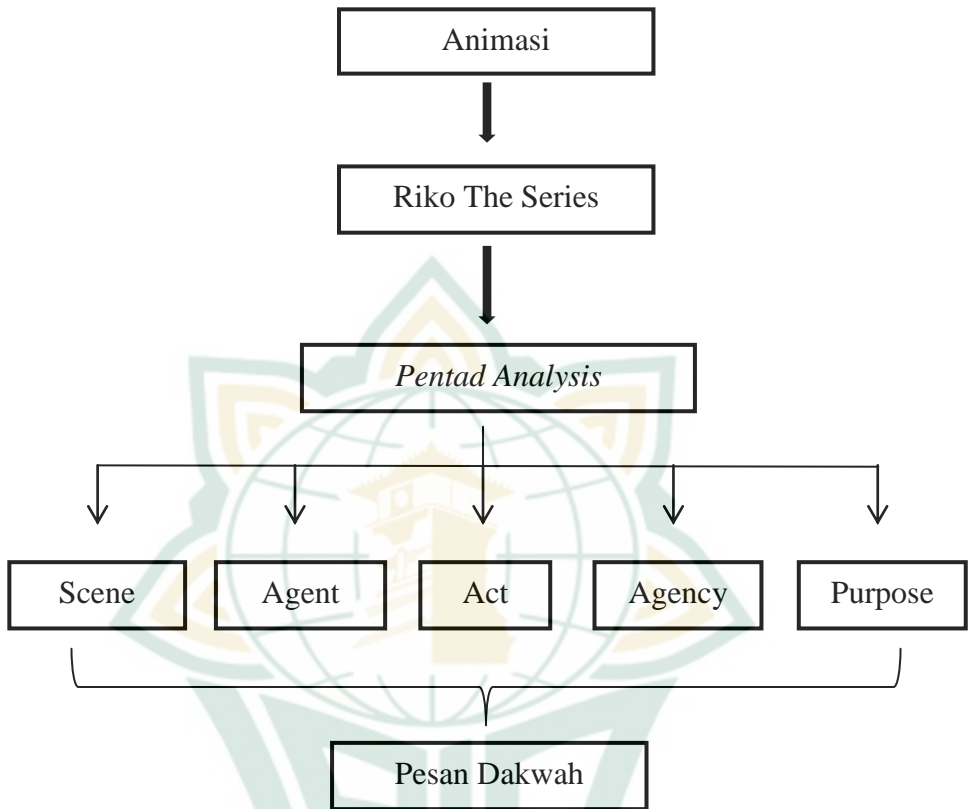 Animasi
Riko The Series
Pentad Analysis
Scene Agent Act Agency Purpose
Pesan Dakwah